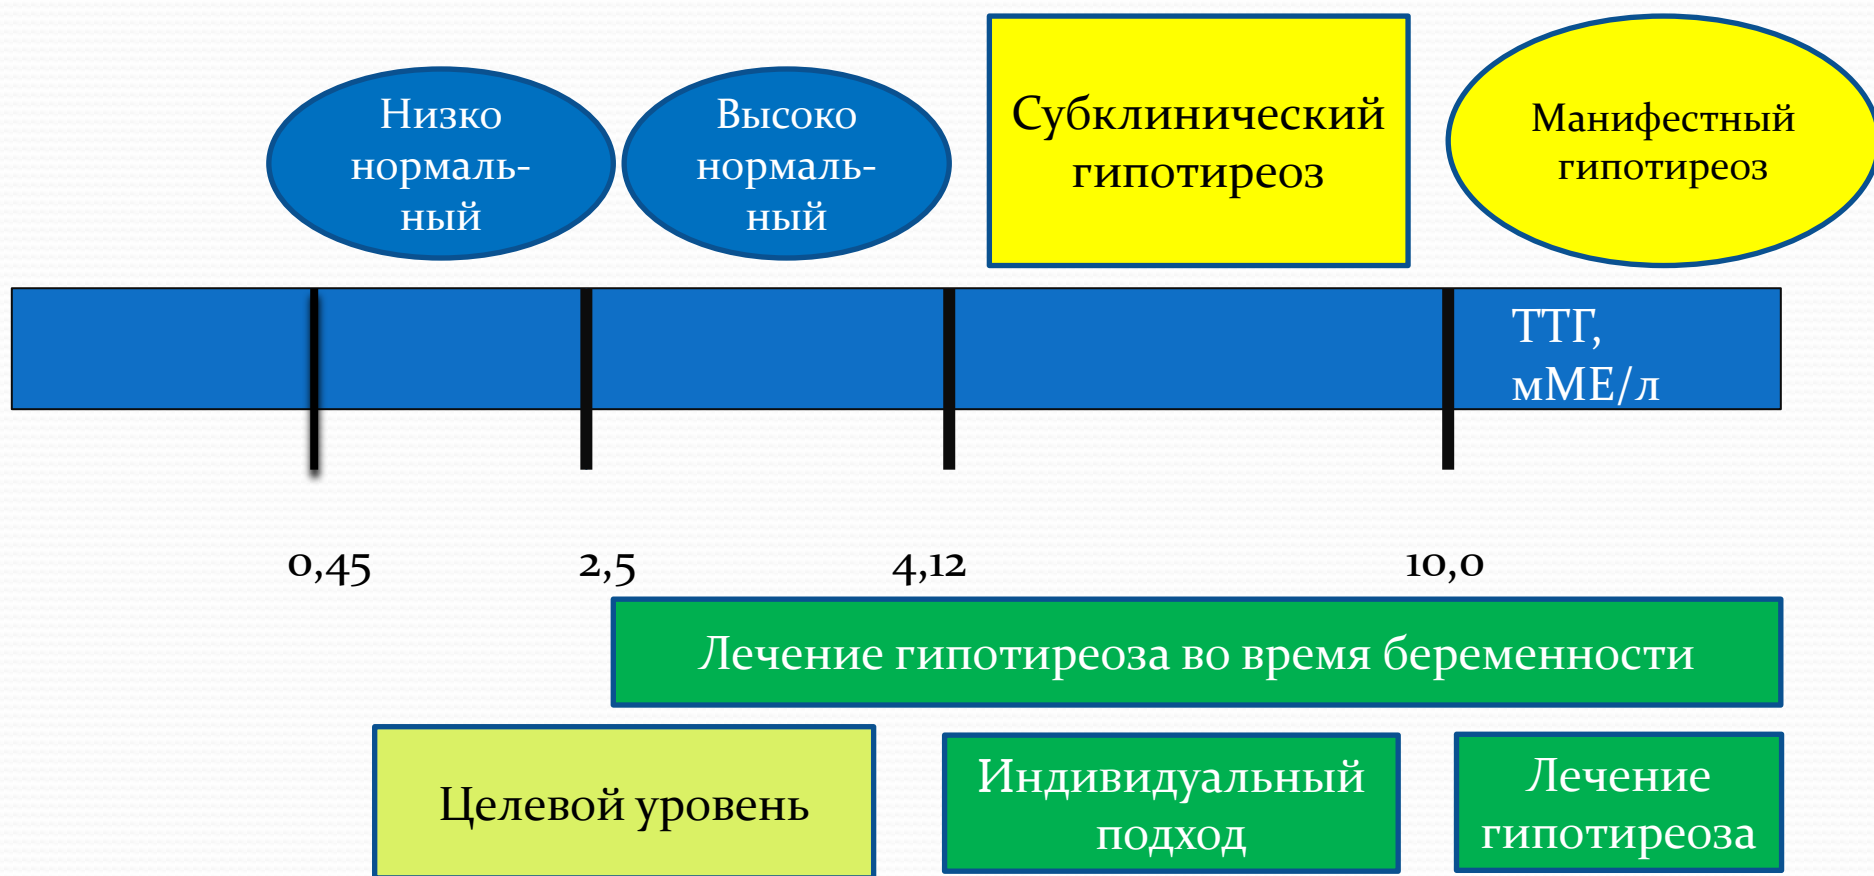 Низко
нормаль-
ный
Высоко
нормаль-
ный
Субклинический
гипотиреоз
Манифестный
гипотиреоз
ТТГ,
мМЕ/л
0,45
2,5
4,12
10,0
Лечение гипотиреоза во время беременности
Целевой уровень
Индивидуальный
подход
Лечение
гипотиреоза